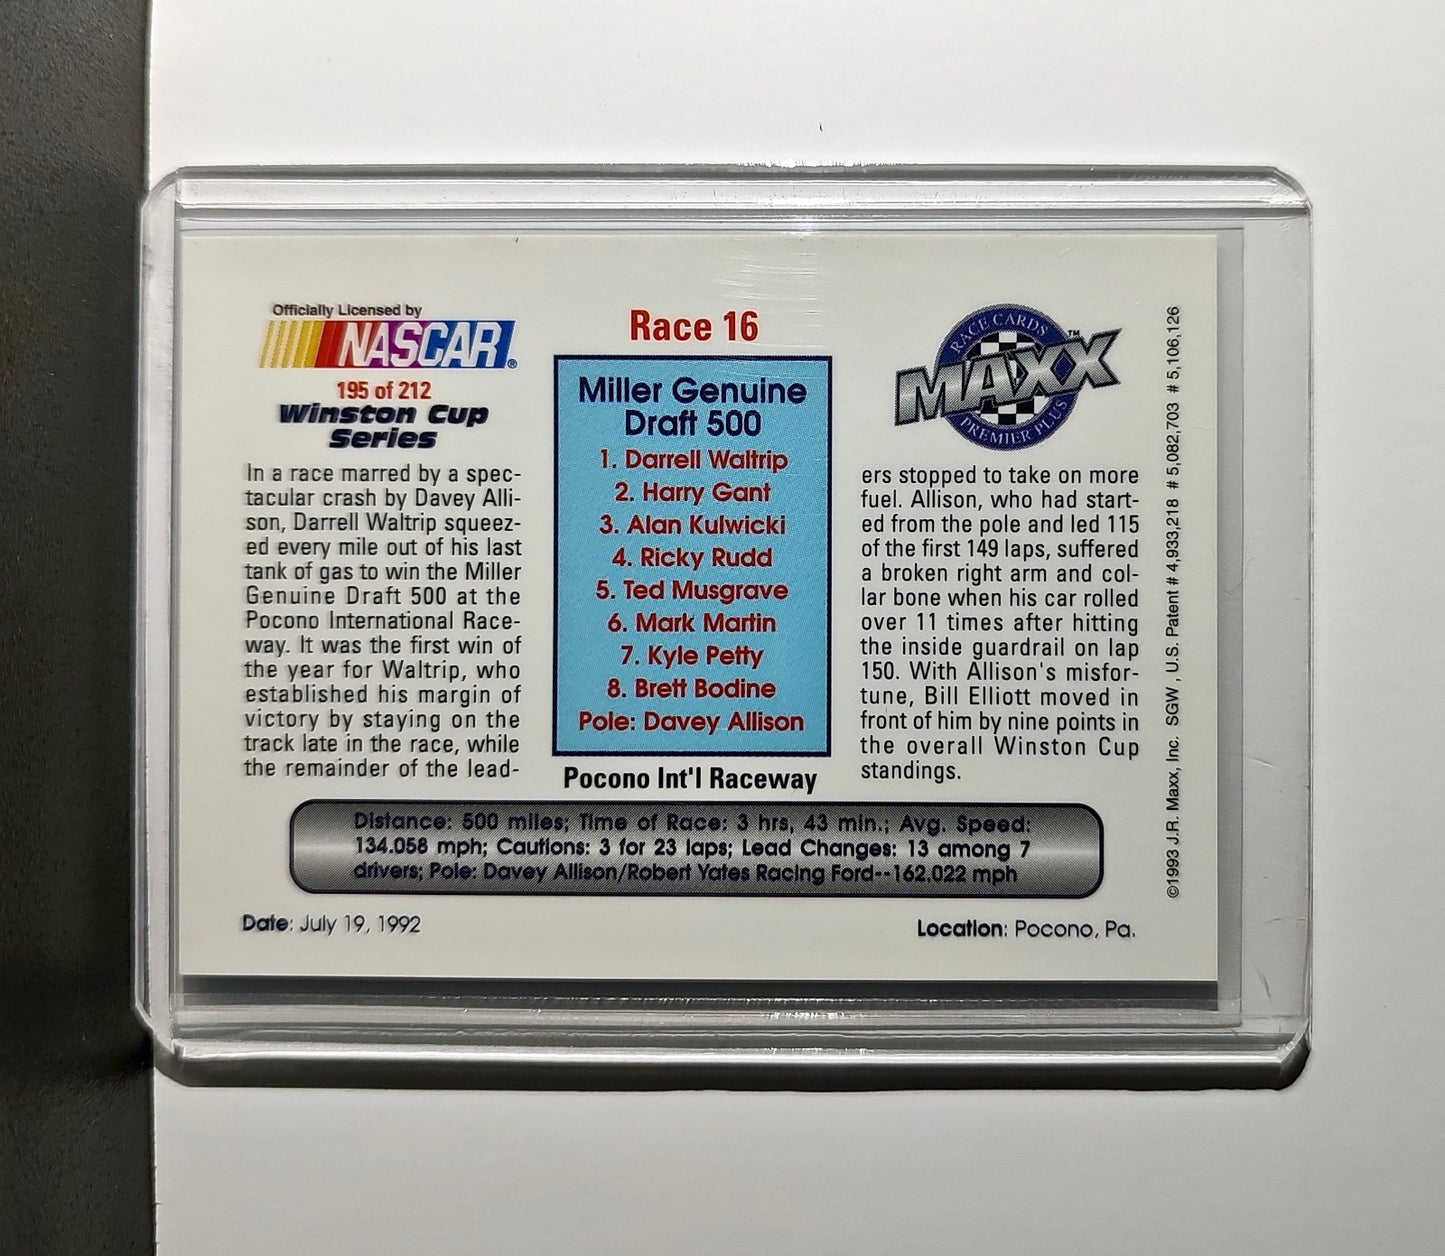 Officially Licensed by
NASCAR®
195 of 212
Winston Cup
Series
In a race marred by a spec-
tacular crash by Davey Alli-
son, Darrell Waltrip squeez-
ed every mile out of his last
tank of gas to win the Miller
Genuine Draft 500 at the
Pocono International Race-
way. It was the first win of
the year for Waltrip, who
established his margin of
victory by staying on the
track late in the race, while
the remainder of the lead-
Race 16
Miller Genuine
Draft 500
1. Darrell Waltrip
2. Harry Gant
3. Alan Kulwicki
4. Ricky Rudd
5. Ted Musgrave
6. Mark Martin
7. Kyle Petty
8. Brett Bodine
Pole: Davey Allison
Pocono Int'l Raceway
RACE CARDS
MAXX™
PREMIER PLUS
ers stopped to take on more
fuel. Allison, who had start-
ed from the pole and led 115
of the first 149 laps, suffered
a broken right arm and col-
lar bone when his car rolled
over 11 times after hitting
the inside guardrail on lap
150. With Allison's misfor-
tune, Bill Elliott moved in
front of him by nine points in
the overall Winston Cup
standings.
Distance: 500 miles; Time of Race: 3 hrs, 43 min.; Avg. Speed:
134.058 mph; Cautions: 3 for 23 laps; Lead Changes: 13 among 7
drivers; Pole: Davey Allison/Robert Yates Racing Ford--162.022 mph
Date: July 19, 1992
Location: Pocono, Pa.
©1993 J.R. Maxx, Inc. SGW , U.S. Patent # 4,933,218 # 5,082,703 # 5,106,126